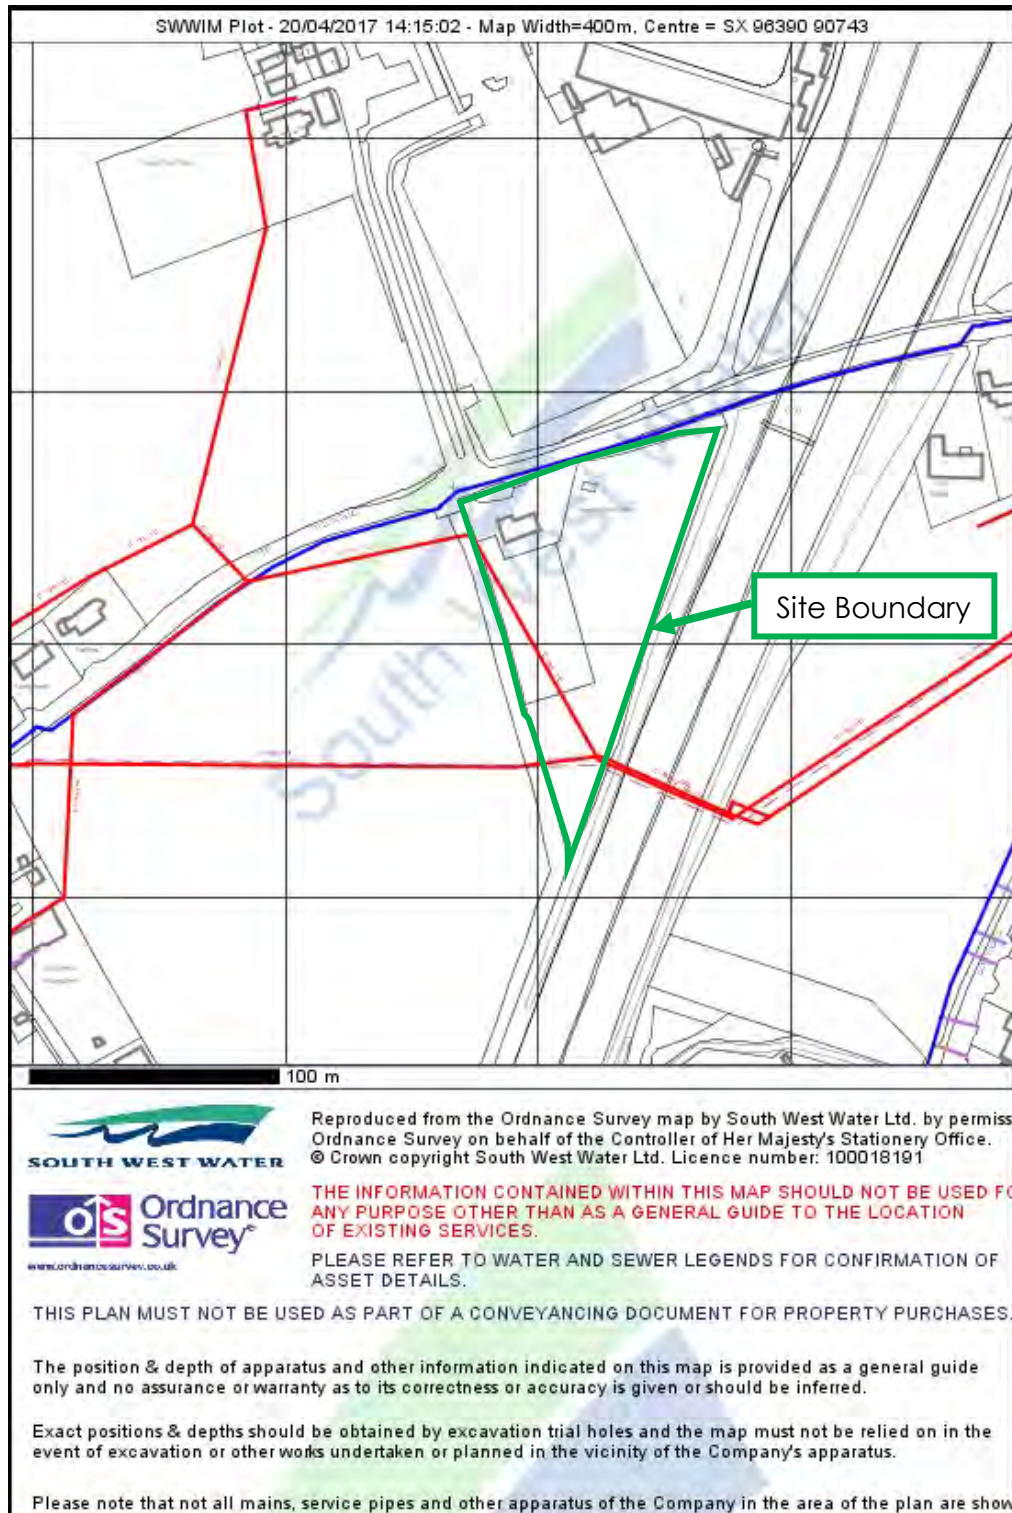 SWWIM Plot - 20/04/2017 14:15:02 - Map Width=400m, Centre = SX 96390 90743
South West Water
Site Boundary
100 m
SOUTH WEST WATER
Reproduced from the Ordnance Survey map by South West Water Ltd. by permiss
Ordnance Survey on behalf of the Controller of Her Majesty's Stationery Office.
© Crown copyright South West Water Ltd. Licence number: 100018191
OS Ordnance
Survey
www.ordnancesurvey.co.uk
THE INFORMATION CONTAINED WITHIN THIS MAP SHOULD NOT BE USED FO
ANY PURPOSE OTHER THAN AS A GENERAL GUIDE TO THE LOCATION
OF EXISTING SERVICES.
PLEASE REFER TO WATER AND SEWER LEGENDS FOR CONFIRMATION OF
ASSET DETAILS.
THIS PLAN MUST NOT BE USED AS PART OF A CONVEYANCING DOCUMENT FOR PROPERTY PURCHASES.
The position & depth of apparatus and other information indicated on this map is provided as a general guide
only and no assurance or warranty as to its correctness or accuracy is given or should be inferred.
Exact positions & depths should be obtained by excavation trial holes and the map must not be relied on in the
event of excavation or other works undertaken or planned in the vicinity of the Company's apparatus.
Please note that not all mains, service pipes and other apparatus of the Company in the area of the plan are show